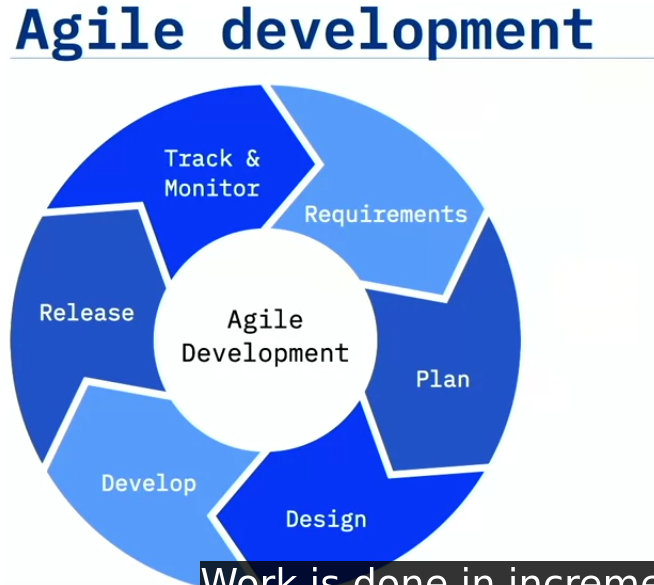 Agile development
Track &
Monitor
Requirements
Release
Agile
Development
Plan
Develop
Design
Work is done in